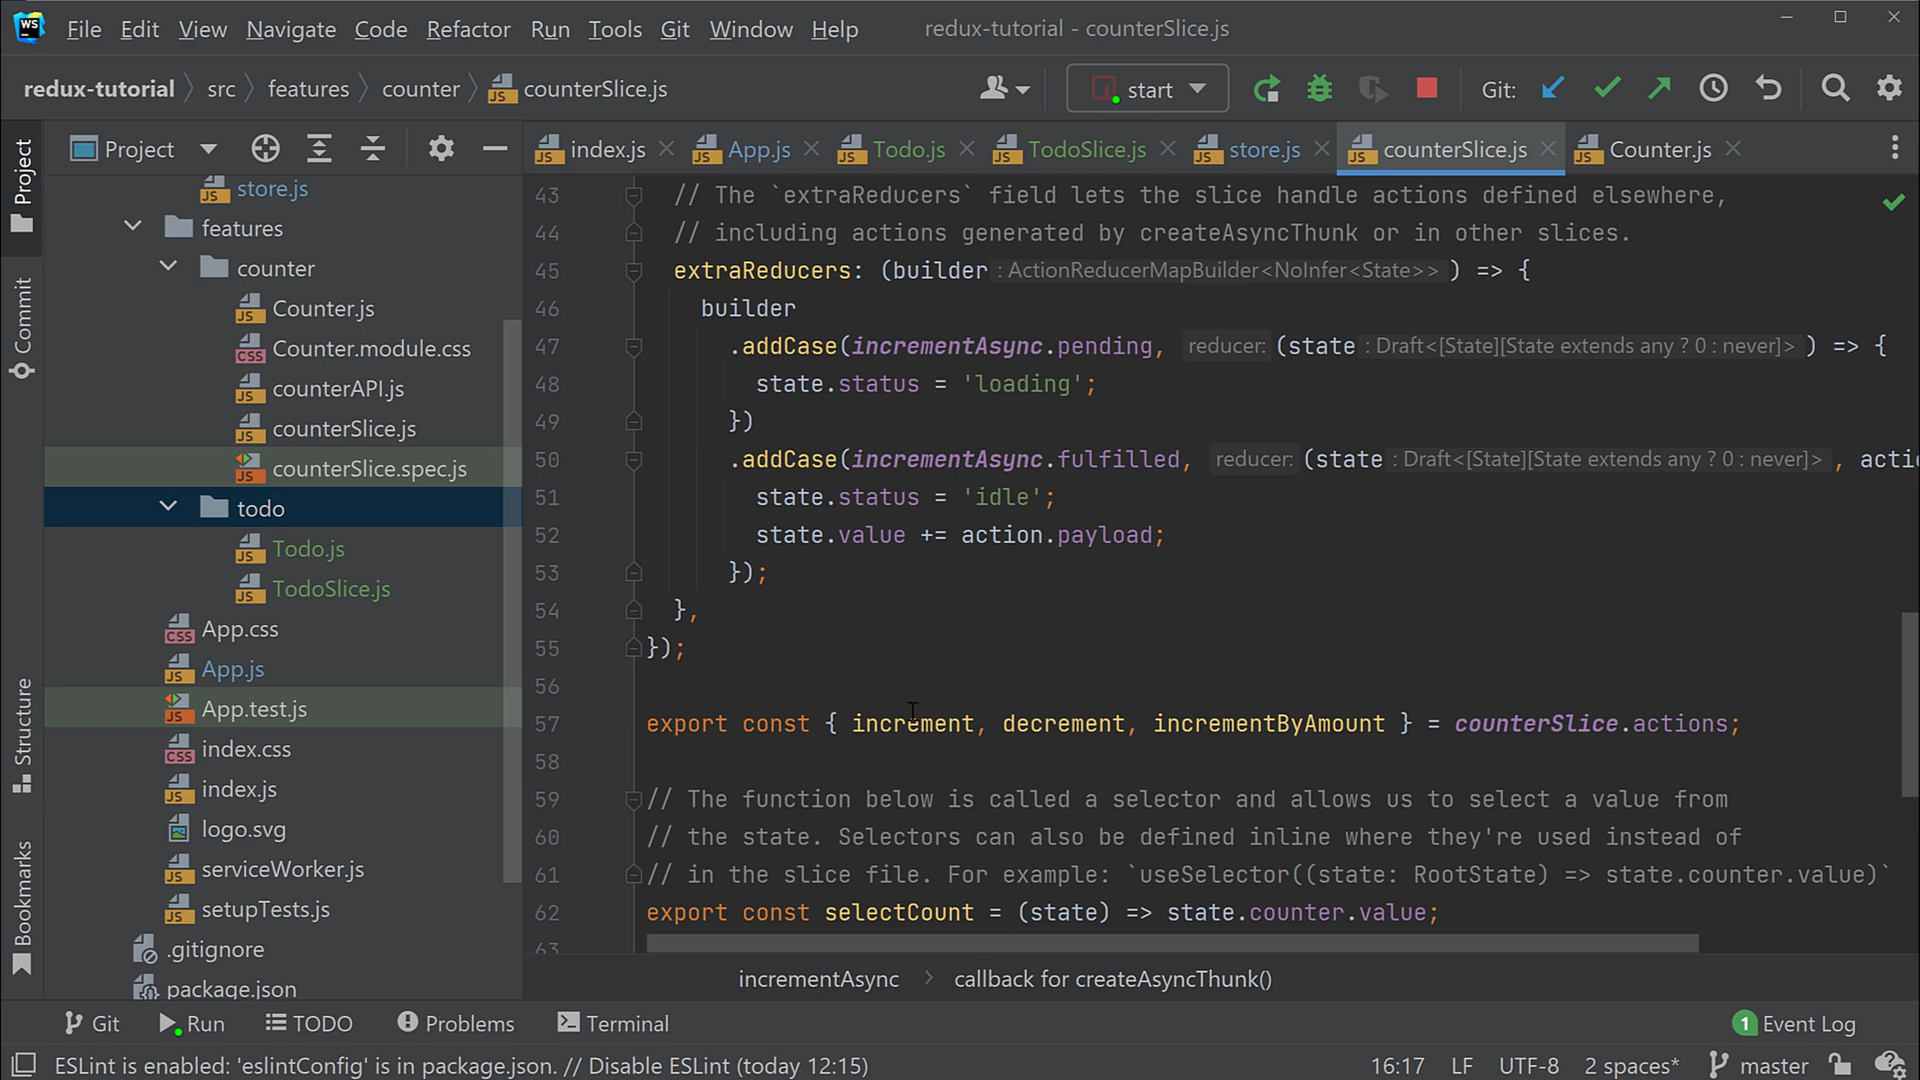 WS File Edit View Navigate Code Refactor Run Tools Git Window Help redux-tutorial - counterSlice.js
redux-tutorial src features counter counterSlice.js start Git:
Project index.js App.js Todo.js TodoSlice.js store.js counterSlice.js Counter.js
Project
Commit
Structure
Bookmarks
store.js
features
counter
Counter.js
Counter.module.css
counterAPI.js
counterSlice.js
counterSlice.spec.js
todo
Todo.js
TodoSlice.js
App.css
App.js
App.test.js
index.css
index.js
logo.svg
serviceWorker.js
setupTests.js
.gitignore
package.json
43 // The `extraReducers` field lets the slice handle actions defined elsewhere,
44 // including actions generated by createAsyncThunk or in other slices.
45 extraReducers: (builder : ActionReducerMapBuilder<NoInfer<State>> ) => {
46 builder
47 .addCase(incrementAsync.pending, reducer: (state : Draft<[State][State extends any ? 0 : never]> ) => {
48 state.status = 'loading';
49 })
50 .addCase(incrementAsync.fulfilled, reducer: (state : Draft<[State][State extends any ? 0 : never]> , actio
51 state.status = 'idle';
52 state.value += action.payload;
53 });
54 },
55 });
56
57 export const { increment, decrement, incrementByAmount } = counterSlice.actions;
58
59 // The function below is called a selector and allows us to select a value from
60 // the state. Selectors can also be defined inline where they're used instead of
61 // in the slice file. For example: `useSelector((state: RootState) => state.counter.value)`
62 export const selectCount = (state) => state.counter.value;
63
incrementAsync callback for createAsyncThunk()
Git Run TODO Problems Terminal 1 Event Log
ESLint is enabled: 'eslintConfig' is in package.json. // Disable ESLint (today 12:15) 16:17 LF UTF-8 2 spaces* master